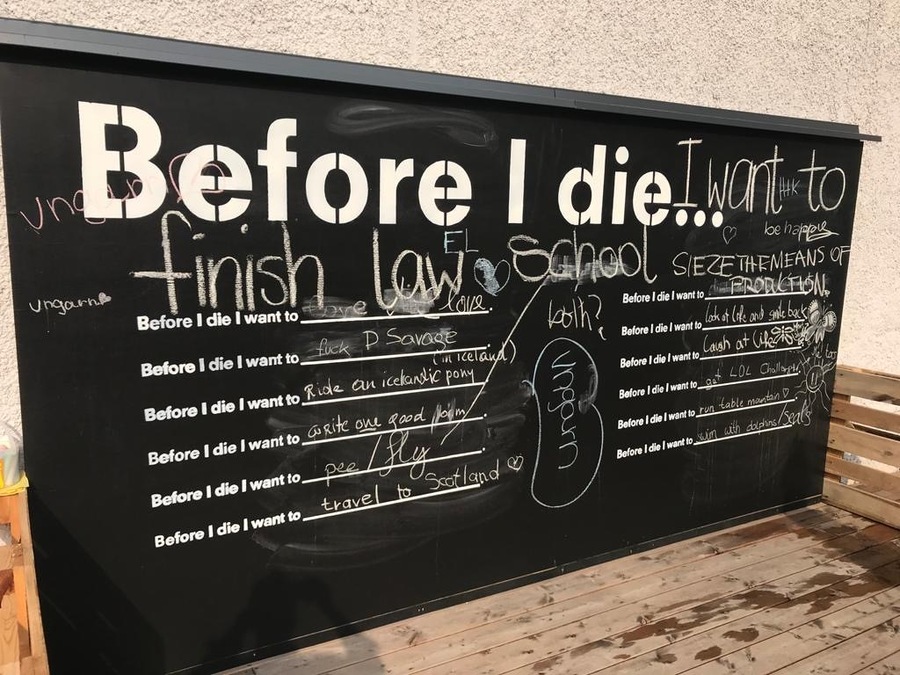 Before I die... I want to
H+K
be happy
finish law school
EL
SIEZE THE MEANS OF
PRODUCTION
ungarn
ungarn
Before I die I want to love
Before I die I want to fuck D Savage
(in iceland)
Before I die I want to Ride an icelantic pony
Before I die I want to write one good poem
Before I die I want to pee / fly
Before I die I want to travel to Scotland
both?
ungarn
Before I die I want to
Before I die I want to look at life and smile back
Before I die I want to Laugh at life
Before I die I want to get LOL
Before I die I want to run table mountain
Before I die I want to swim with dolphins/seals